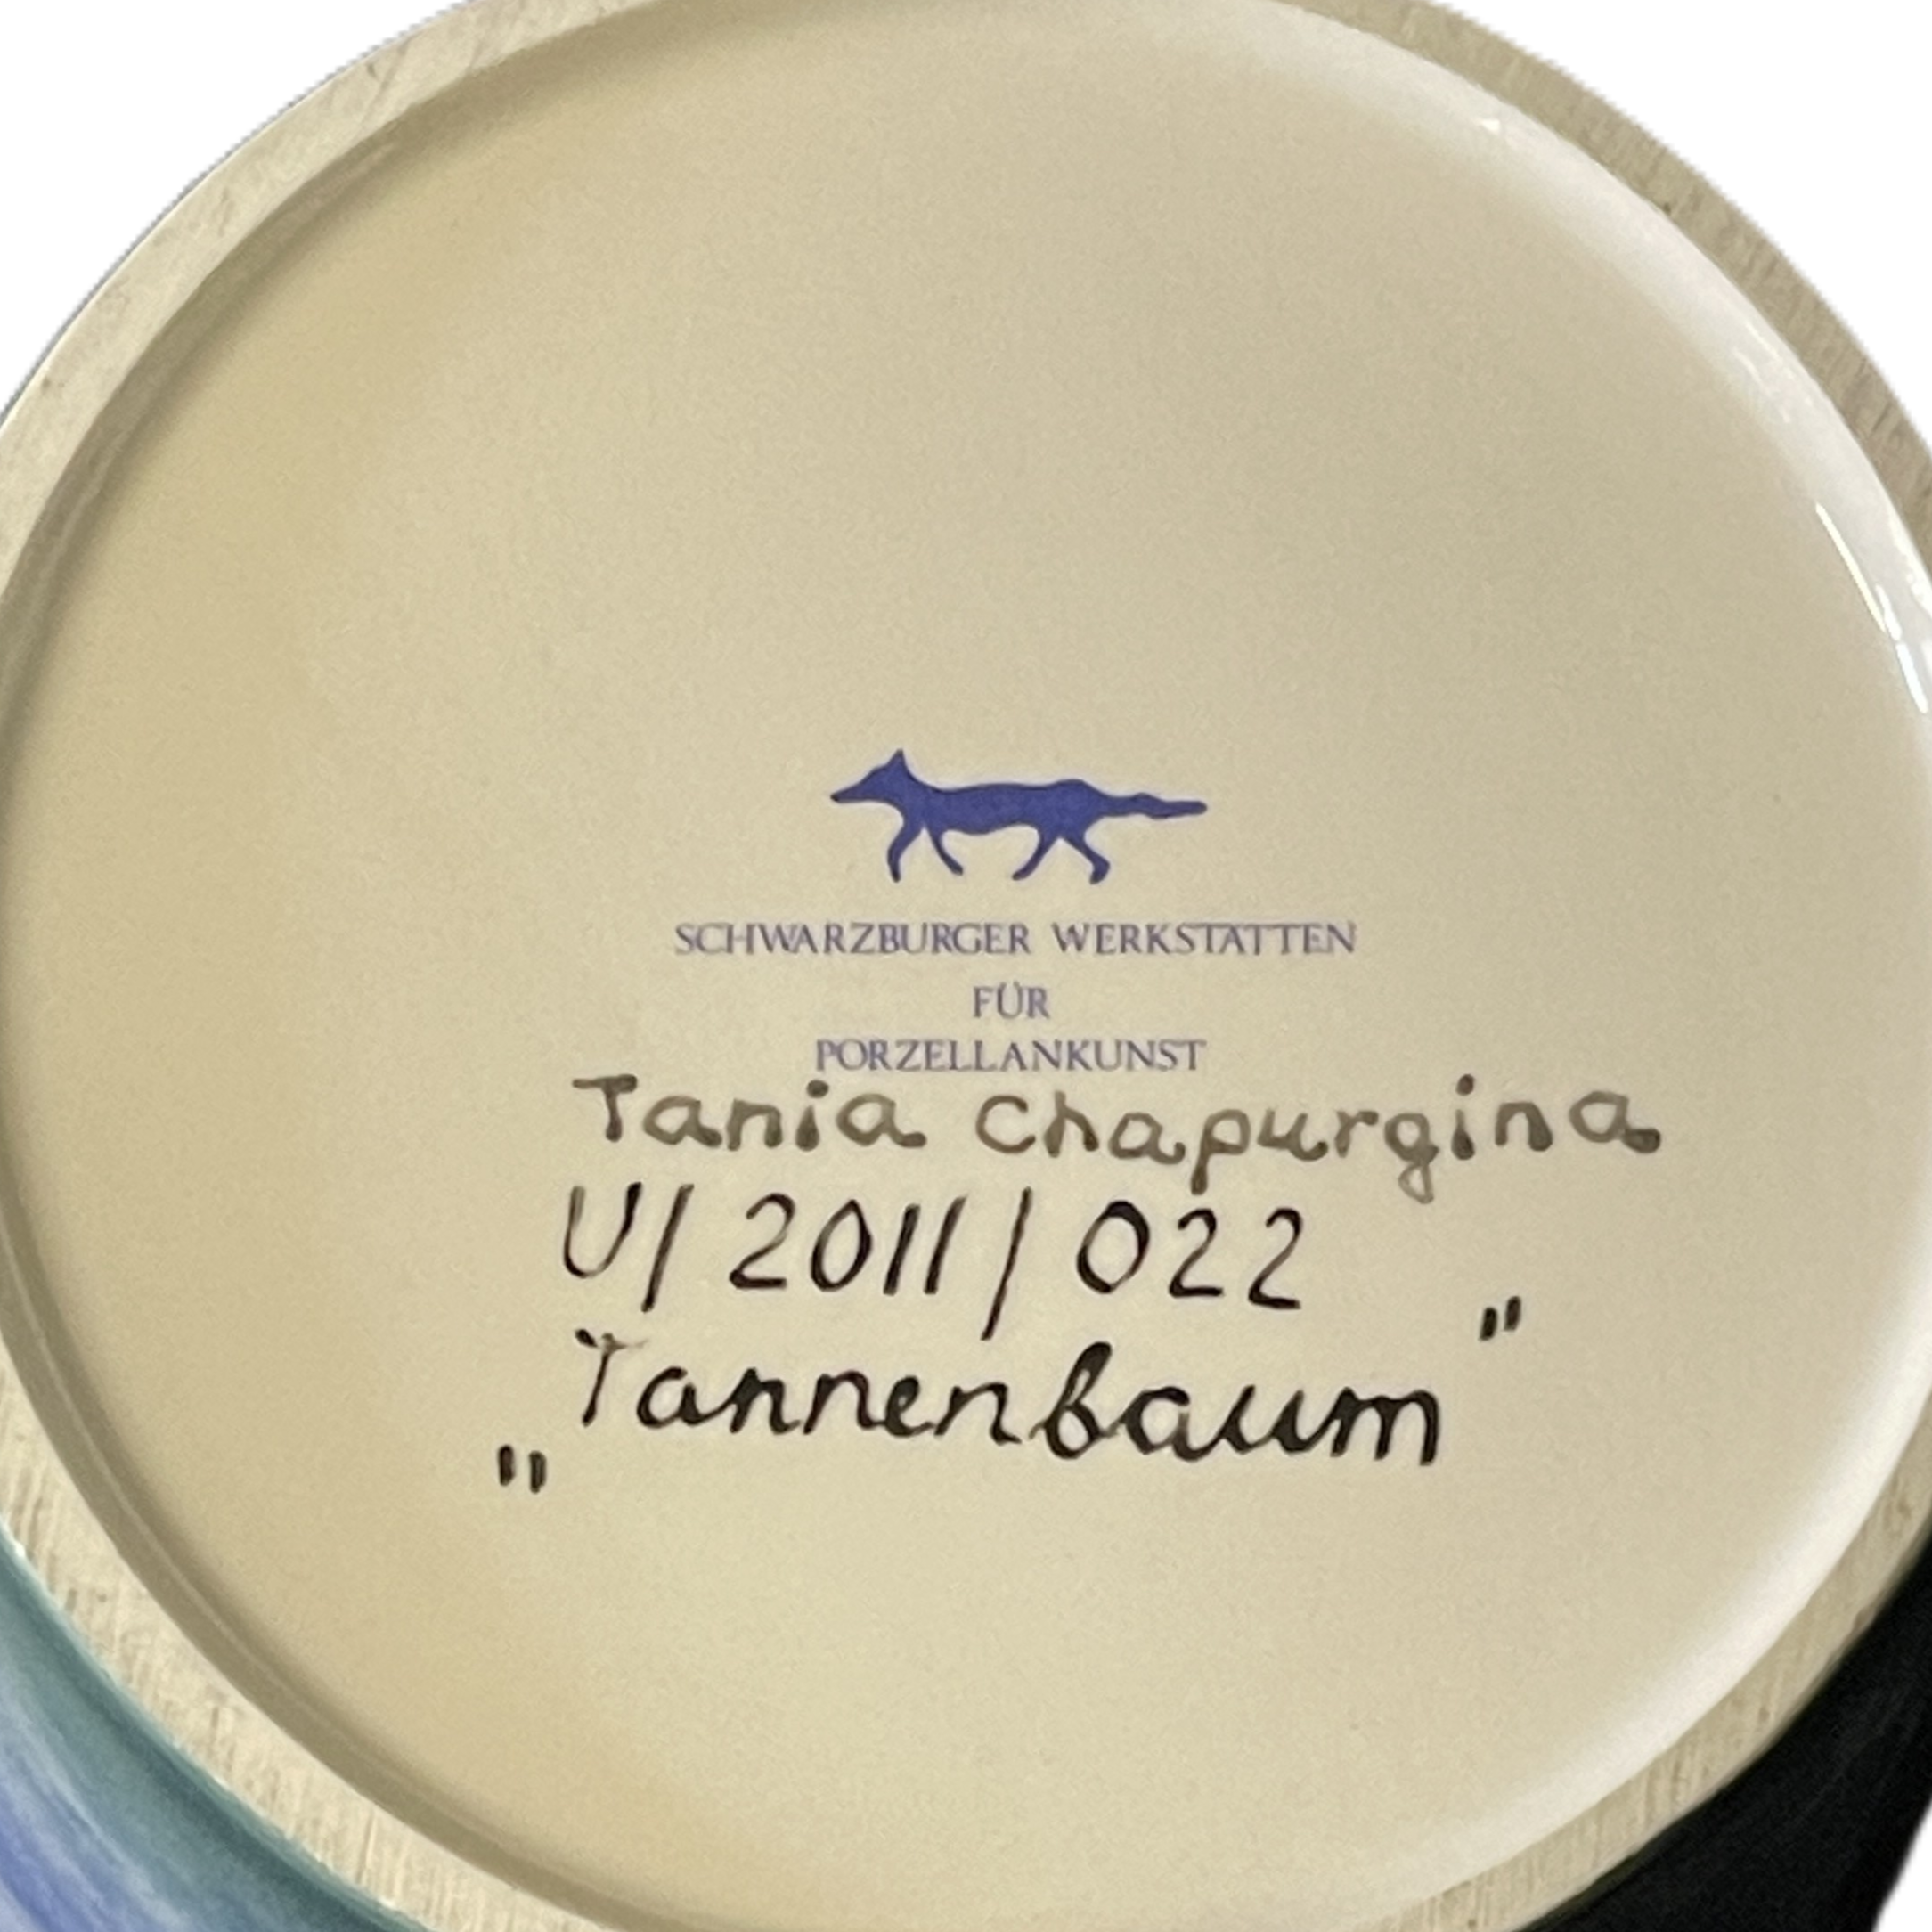 SCHWARZBURGER WERKSTÄTTEN
FÜR
PORZELLANKUNST
Tania Chapurgina
U/2011/022
„Tannenbaum"